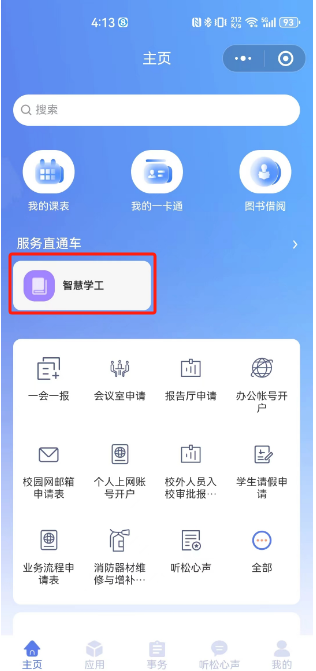 4:13
212 K/s
5G
93
主页
搜索
我的课表 我的一卡通 图书借阅
服务直通车
智慧学工
一会一报 会议室申请 报告厅申请 办公帐号开
户
校园网邮箱 个人上网账 校外人员入 学生请假申
申请表 号开户 校审批报… 请
业务流程申 消防器材维 听松心声 全部
请表 修与增补…
主页 应用 事务 听松心声 我的